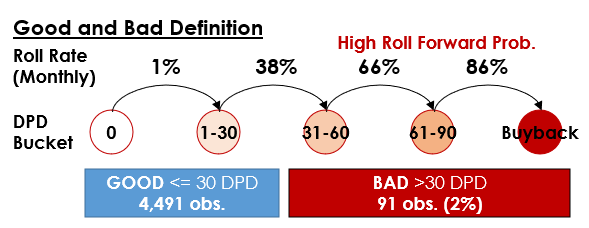 Good and Bad Definition
Roll Rate
(Monthly)
High Roll Forward Prob.
1% 38% 66% 86%
DPD
Bucket
0 1-30 31-60 61-90 Buyback
GOOD <= 30 DPD
4,491 obs.
BAD >30 DPD
91 obs. (2%)